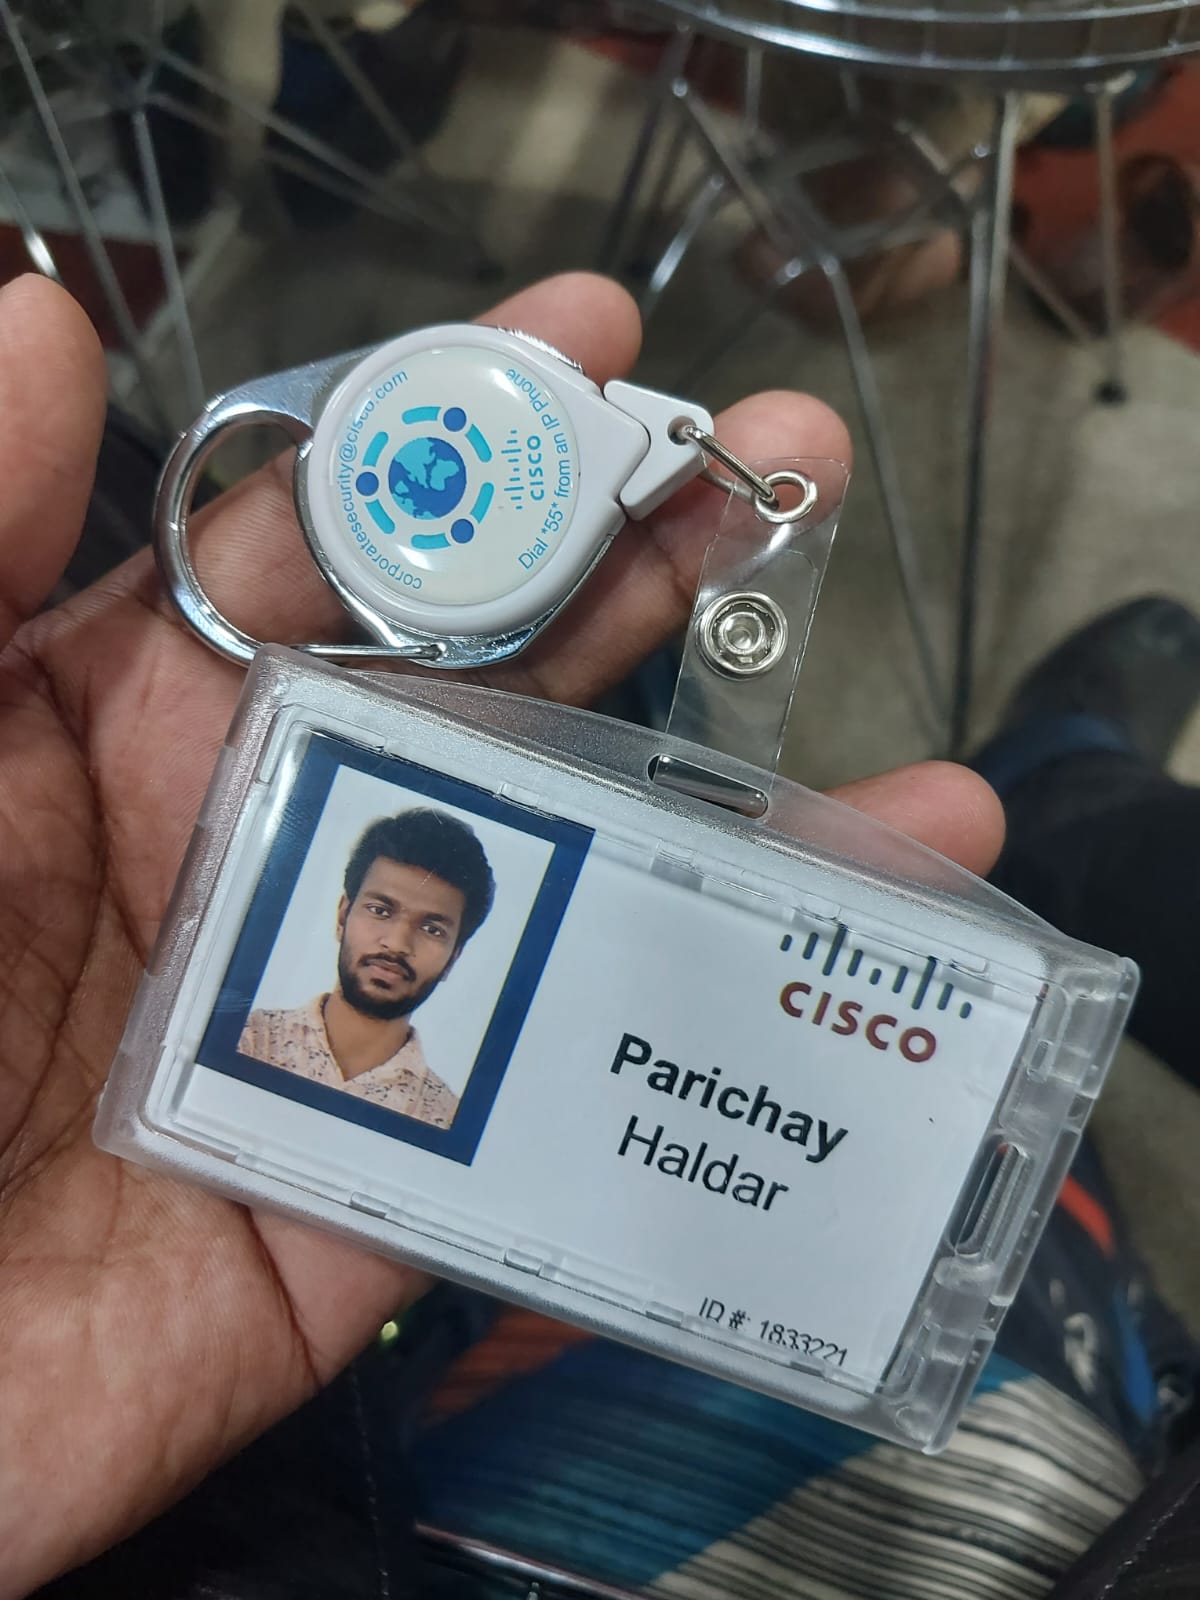 corporatesecurity@cisco.com
CISCO
Dial *55* from an IP Phone
CISCO
Parichay
Haldar
ID #: 1833221